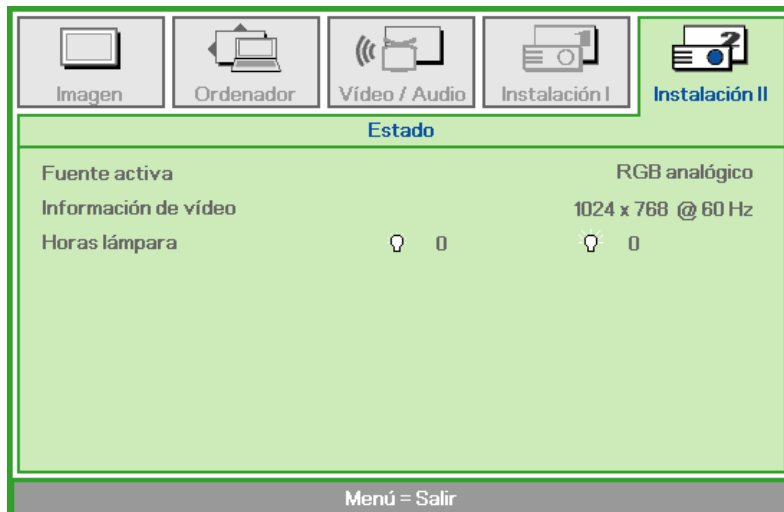 Imagen Ordenador Vídeo / Audio Instalación I Instalación II
Estado
Fuente activa RGB analógico
Información de vídeo 1024 x 768 @ 60 Hz
Horas lámpara 0 0
Menú = Salir